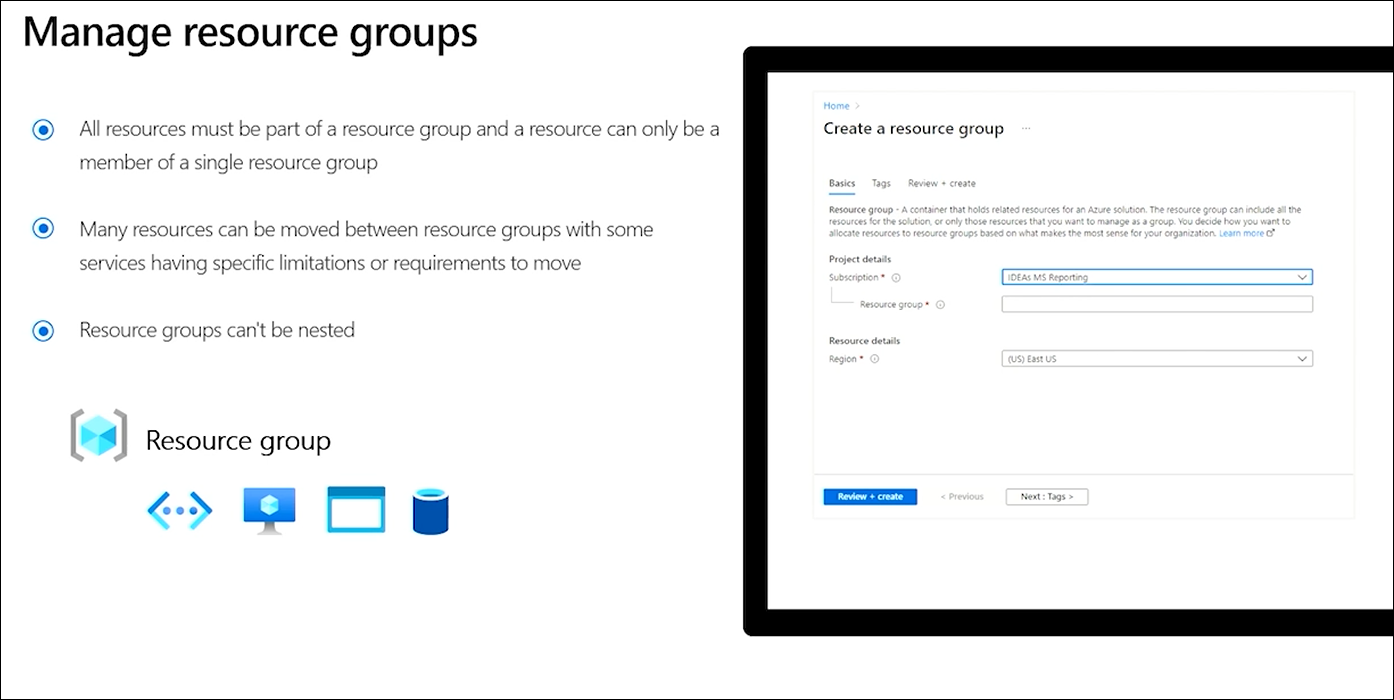 Manage resource groups
All resources must be part of a resource group and a resource can only be a
member of a single resource group
Many resources can be moved between resource groups with some
services having specific limitations or requirements to move
Resource groups can't be nested
Resource group
Home >
Create a resource group ...
Basics Tags Review + create
Resource group - A container that holds related resources for an Azure solution. The resource group can include all the
resources for the solution, or only those resources that you want to manage as a group. You decide how you want to
allocate resources to resource groups based on what makes the most sense for your organization. Learn more
Project details
Subscription * IDEAs MS Reporting
Resource group *
Resource details
Region * (US) East US
Review + create < Previous Next : Tags >